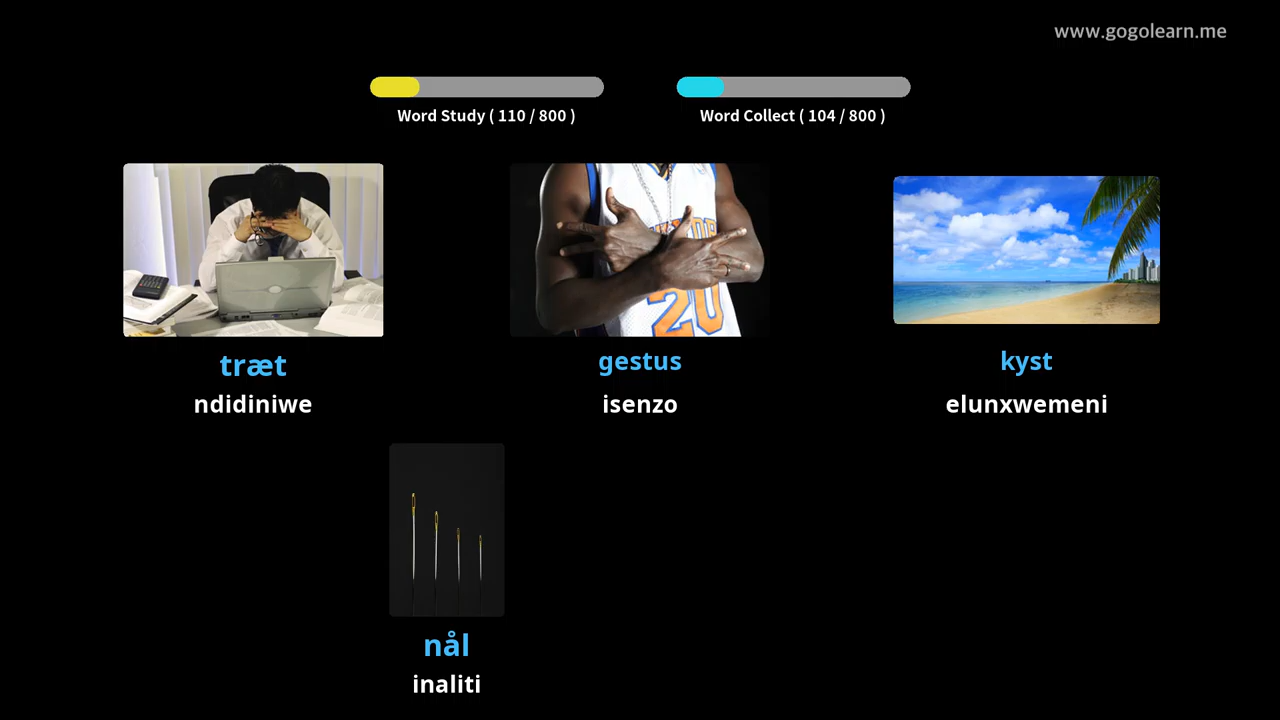 www.gogolearn.me
Word Study ( 110 / 800 )
Word Collect ( 104 / 800 )
træt
ndidiniwe
gestus
isenzo
kyst
elunxwemeni
20
nål
inaliti